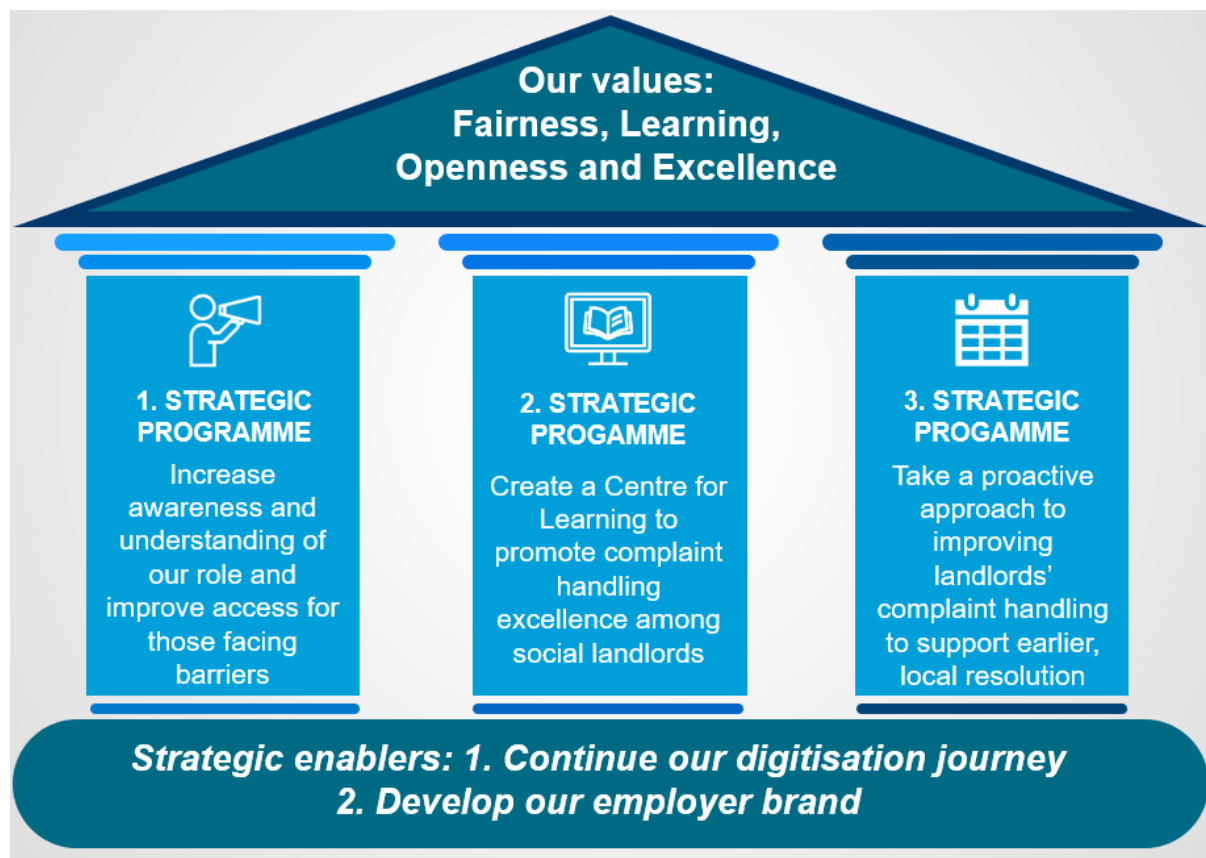 Our values:
Fairness, Learning,
Openness and Excellence
1. STRATEGIC
PROGRAMME
Increase
awareness and
understanding of
our role and
improve access for
those facing
barriers
2. STRATEGIC
PROGAMME
Create a Centre for
Learning to
promote complaint
handling
excellence among
social landlords
3. STRATEGIC
PROGAMME
Take a proactive
approach to
improving
landlords’
complaint handling
to support earlier,
local resolution
Strategic enablers: 1. Continue our digitisation journey
2. Develop our employer brand